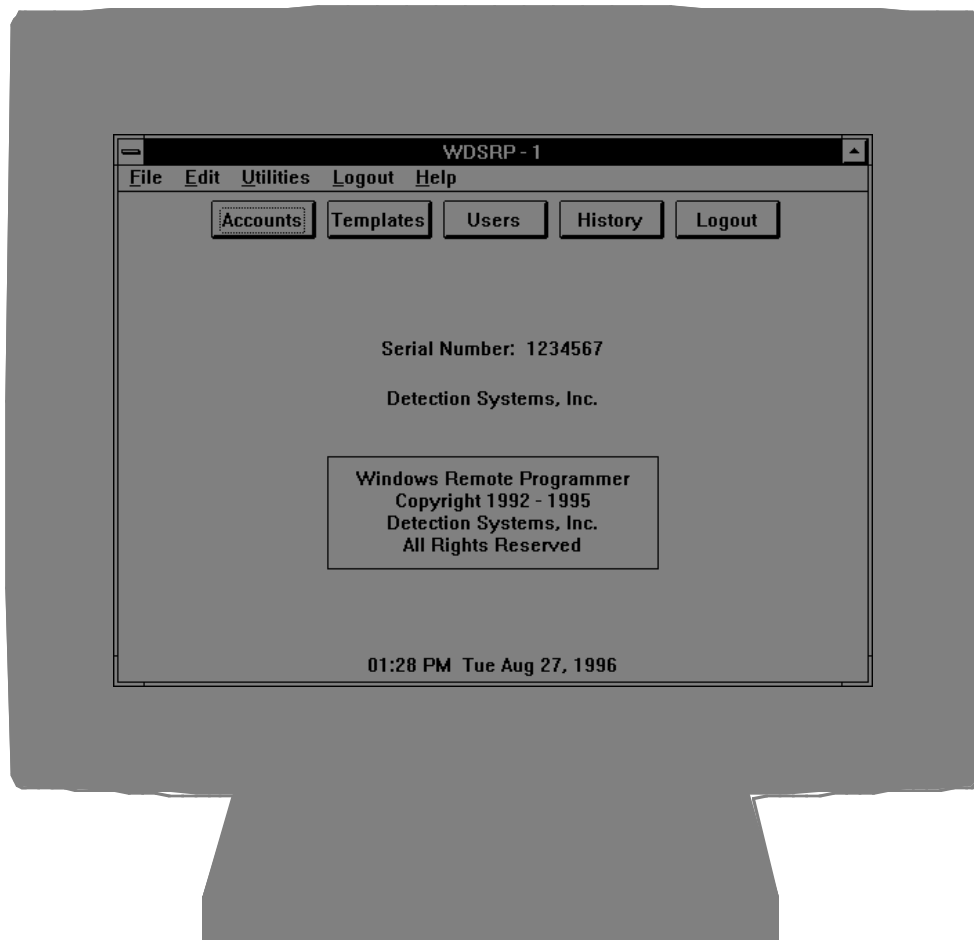 WDSRP - 1
File Edit Utilities Logout Help
Accounts Templates Users History Logout
Serial Number: 1234567
Detection Systems, Inc.
Windows Remote Programmer
Copyright 1992 - 1995
Detection Systems, Inc.
All Rights Reserved
01:28 PM Tue Aug 27, 1996